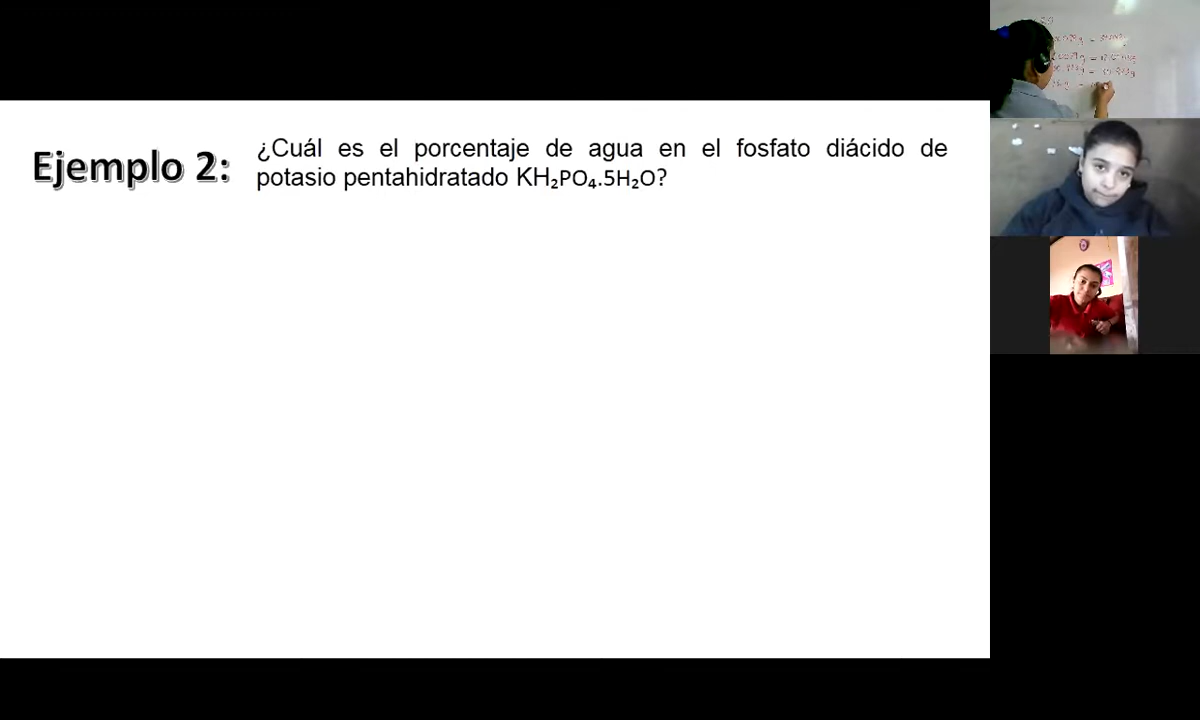 Ejemplo 2:
¿Cuál es el porcentaje de agua en el fosfato diácido de
potasio pentahidratado KH₂PO₄.5H₂O?